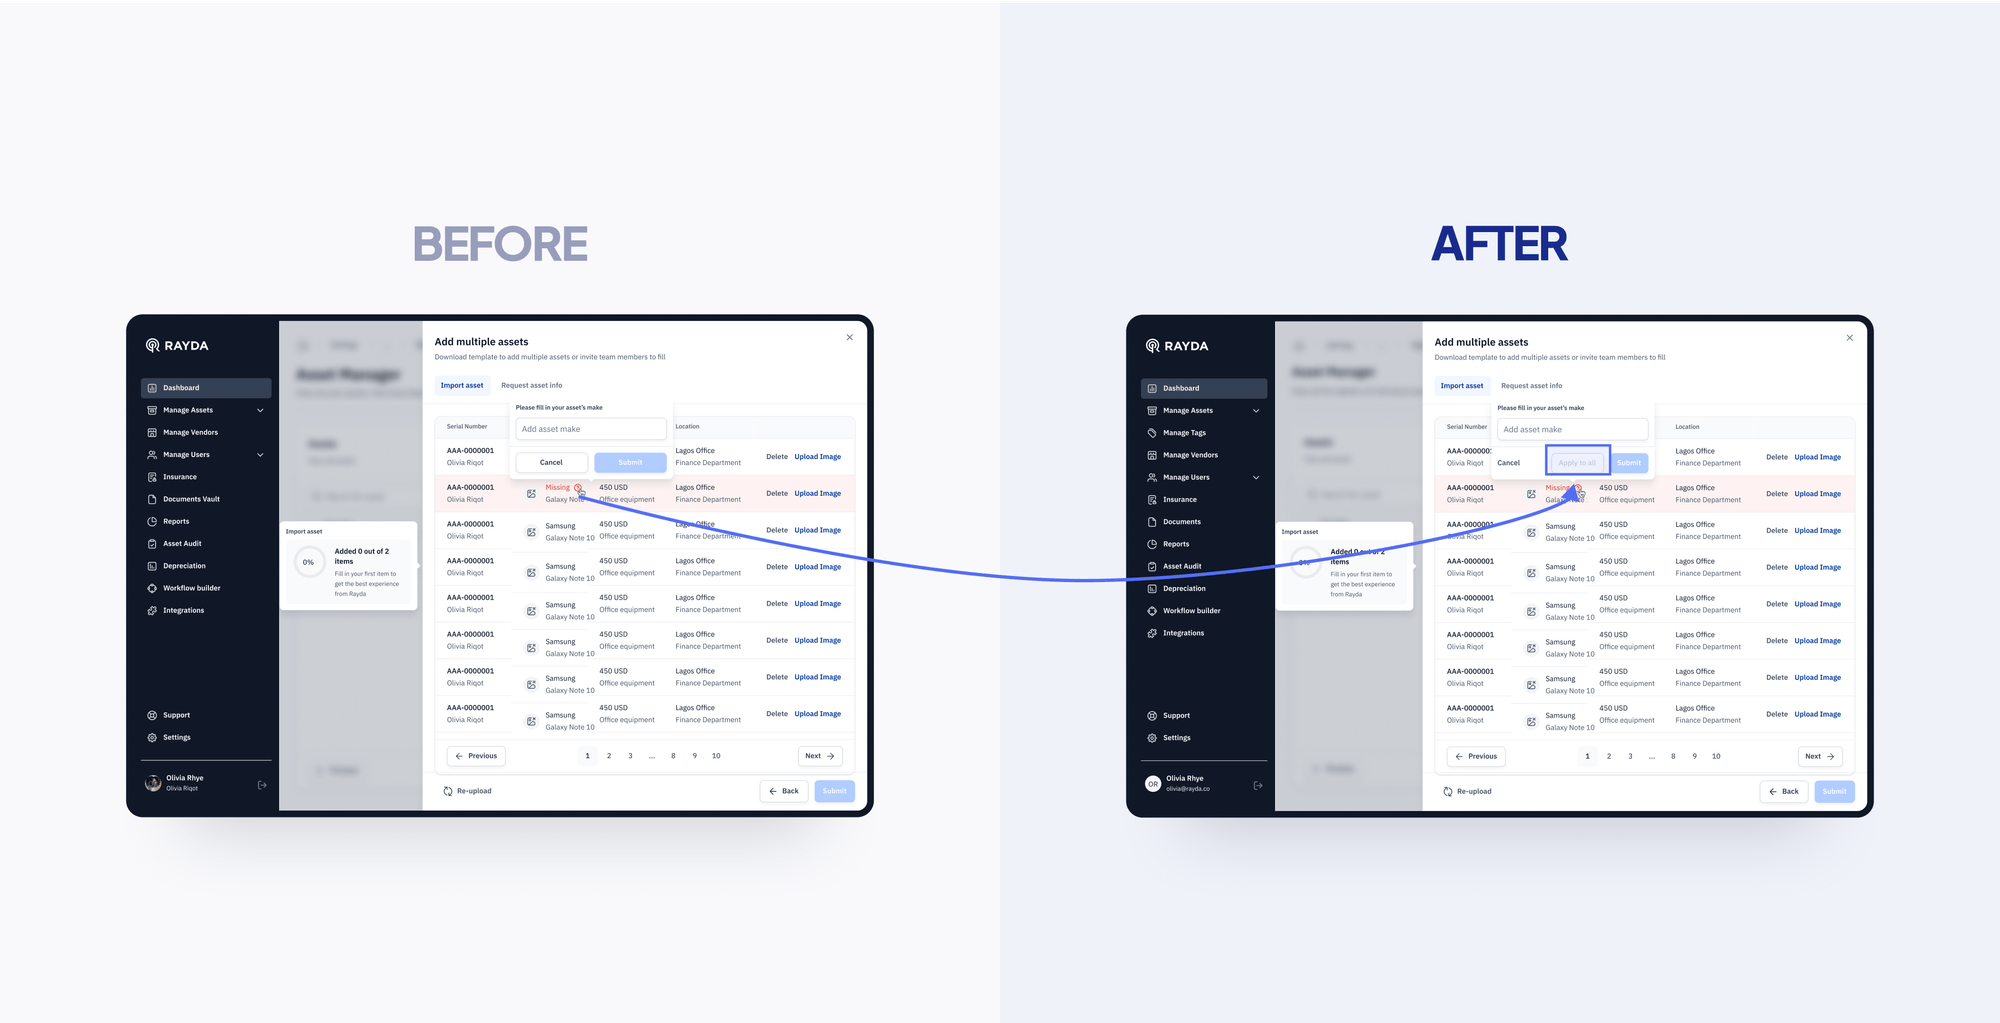 BEFORE
RAYDA
Dashboard
Manage Assets
Manage Vendors
Manage Users
Insurance
Documents Vault
Reports
Asset Audit
Depreciation
Workflow builder
Integrations
Support
Settings
Olivia Rhye
Olivia Riqot
Asset Manager
Import asset
0%
Added 0 out of 2
items
Fill in your first item to
get the best experience
from Rayda
Add multiple assets
Download template to add multiple assets or invite team members to fill
Import asset Request asset info
Please fill in your asset's make
Add asset make
Cancel Submit
Serial Number Location
AAA-0000001 Lagos Office
Olivia Riqot Finance Department Delete Upload Image
AAA-0000001 Missing 450 USD Lagos Office
Olivia Riqot Galaxy Note Office equipment Finance Department Delete Upload Image
AAA-0000001 Samsung 450 USD Lagos Office
Olivia Riqot Galaxy Note 10 Office equipment Finance Department Delete Upload Image
AAA-0000001 Samsung 450 USD Lagos Office
Olivia Riqot Galaxy Note 10 Office equipment Finance Department Delete Upload Image
AAA-0000001 Samsung 450 USD Lagos Office
Olivia Riqot Galaxy Note 10 Office equipment Finance Department Delete Upload Image
AAA-0000001 Samsung 450 USD Lagos Office
Olivia Riqot Galaxy Note 10 Office equipment Finance Department Delete Upload Image
AAA-0000001 Samsung 450 USD Lagos Office
Olivia Riqot Galaxy Note 10 Office equipment Finance Department Delete Upload Image
AAA-0000001 Samsung 450 USD Lagos Office
Olivia Riqot Galaxy Note 10 Office equipment Finance Department Delete Upload Image
Previous 1 2 3 ... 8 9 10 Next
Re-upload Back Submit
AFTER
RAYDA
Dashboard
Manage Assets
Manage Tags
Manage Vendors
Manage Users
Insurance
Documents
Reports
Asset Audit
Depreciation
Workflow builder
Integrations
Support
Settings
OR
Olivia Rhye
olivia@rayda.co
Asset Manager
Import asset
0%
Added 0 out of 2
items
Fill in your first item to
get the best experience
from Rayda
Add multiple assets
Download template to add multiple assets or invite team members to fill
Import asset Request asset info
Please fill in your asset's make
Add asset make
Cancel Apply to all Submit
Serial Number Location
AAA-000000 Lagos Office
Olivia Riqot Finance Department Delete Upload Image
AAA-0000001 Missing 450 USD Lagos Office
Olivia Riqot Galaxy Note Office equipment Finance Department Delete Upload Image
AAA-0000001 Samsung 450 USD Lagos Office
Olivia Riqot Galaxy Note 10 Office equipment Finance Department Delete Upload Image
AAA-0000001 Samsung 450 USD Lagos Office
Olivia Riqot Galaxy Note 10 Office equipment Finance Department Delete Upload Image
AAA-0000001 Samsung 450 USD Lagos Office
Olivia Riqot Galaxy Note 10 Office equipment Finance Department Delete Upload Image
AAA-0000001 Samsung 450 USD Lagos Office
Olivia Riqot Galaxy Note 10 Office equipment Finance Department Delete Upload Image
AAA-0000001 Samsung 450 USD Lagos Office
Olivia Riqot Galaxy Note 10 Office equipment Finance Department Delete Upload Image
AAA-0000001 Samsung 450 USD Lagos Office
Olivia Riqot Galaxy Note 10 Office equipment Finance Department Delete Upload Image
Previous 1 2 3 ... 8 9 10 Next
Re-upload Back Submit